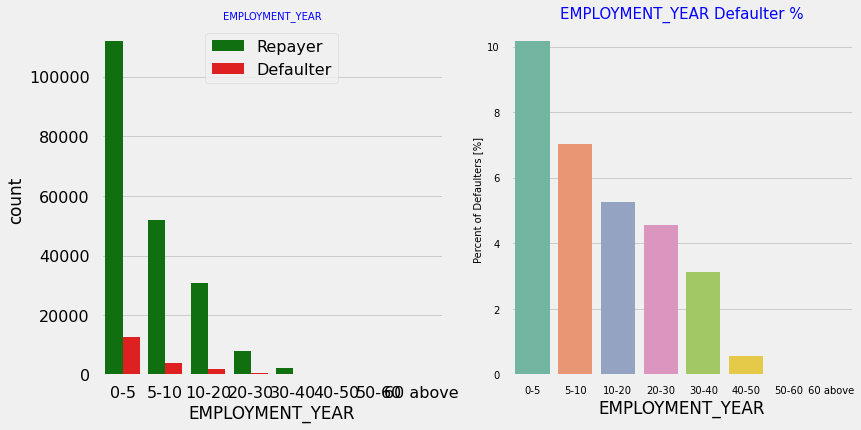 EMPLOYMENT_YEAR
Repayer
Defaulter
count
100000
80000
60000
40000
20000
0
0-5 5-10 10-20 20-30 30-40 40-50 50-60 60 above
EMPLOYMENT_YEAR
EMPLOYMENT_YEAR Defaulter %
Percent of Defaulters [%]
10
8
6
4
2
0
0-5 5-10 10-20 20-30 30-40 40-50 50-60 60 above
EMPLOYMENT_YEAR